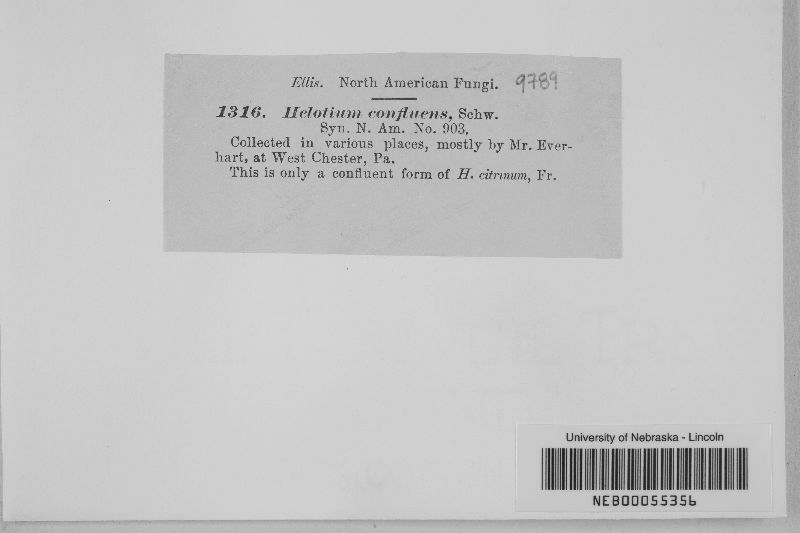 Ellis. North American Fungi. 9789
1316. Helotium confluens, Schw.
Syn. N. Am. No. 903,
Collected in various places, mostly by Mr. Ever-
hart, at West Chester, Pa.
This is only a confluent form of H. citrinum, Fr.
University of Nebraska - Lincoln
NEB00055356